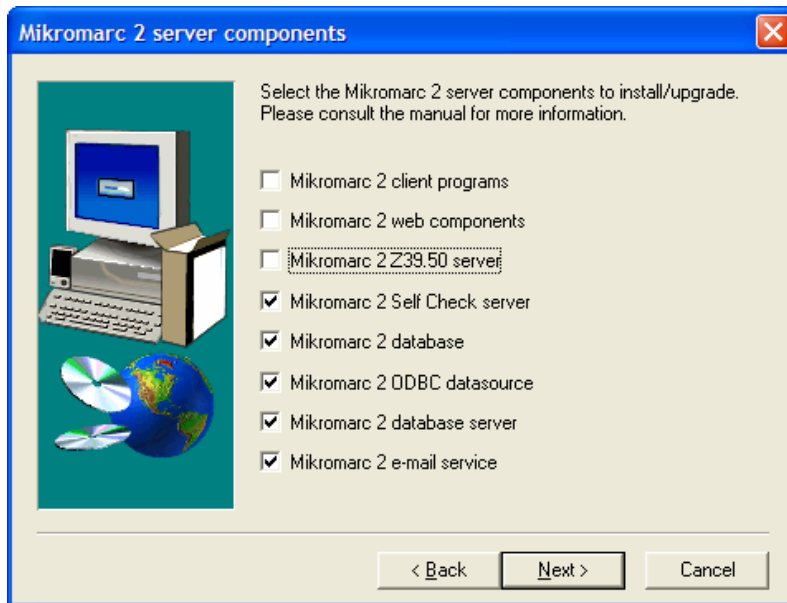 Mikromarc 2 server components
Select the Mikromarc 2 server components to install/upgrade.
Please consult the manual for more information.
Mikromarc 2 client programs
Mikromarc 2 web components
Mikromarc 2 Z39.50 server
Mikromarc 2 Self Check server
Mikromarc 2 database
Mikromarc 2 ODBC datasource
Mikromarc 2 database server
Mikromarc 2 e-mail service
< Back
Next >
Cancel